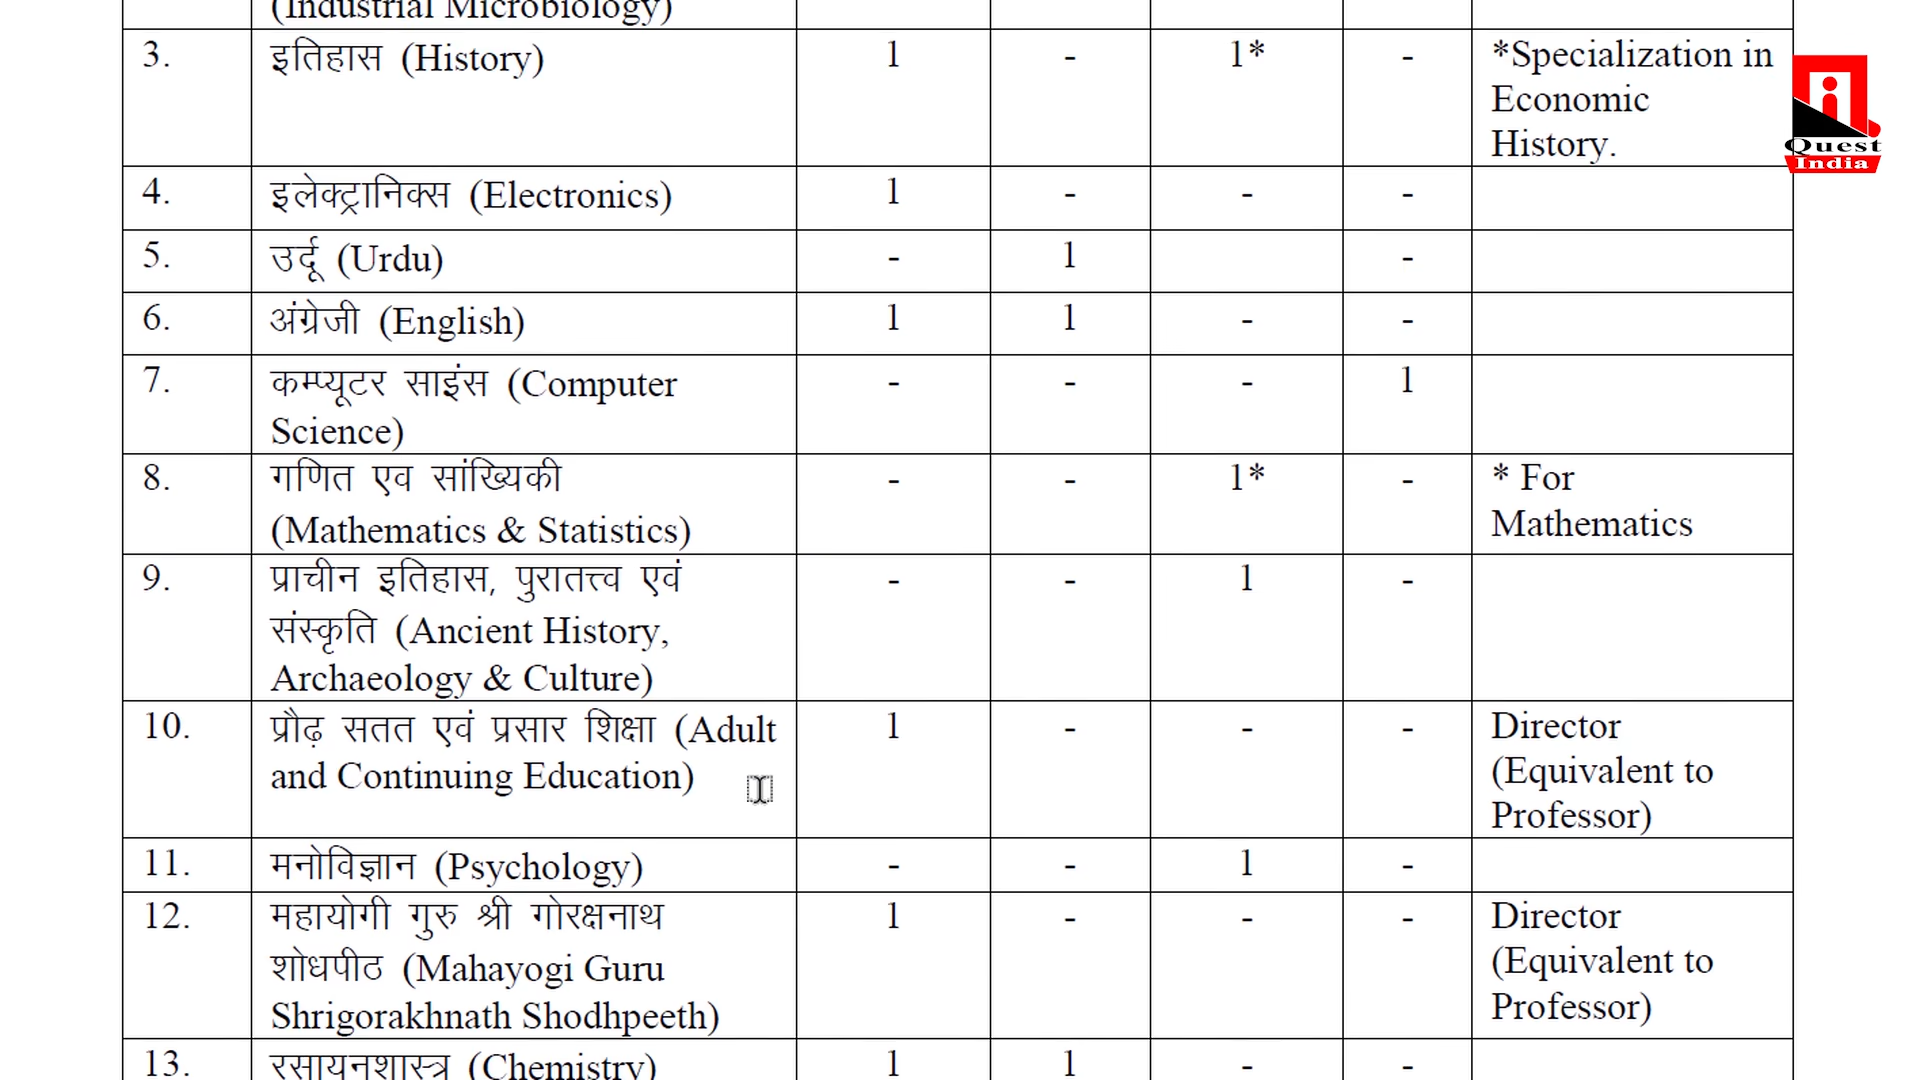 (Industrial Microbiology)
3. इतिहास (History) 1 - 1* - *Specialization in
Economic
History.
4. इलेक्ट्रानिक्स (Electronics) 1 - - -
5. उर्दू (Urdu) - 1 -
6. अंग्रेजी (English) 1 1 - -
7. कम्प्यूटर साइंस (Computer - - - 1
Science)
8. गणित एव सांख्यिकी - - 1* - * For
(Mathematics & Statistics) Mathematics
9. प्राचीन इतिहास, पुरातत्त्व एवं - - 1 -
संस्कृति (Ancient History,
Archaeology & Culture)
10. प्रौढ़ सतत एवं प्रसार शिक्षा (Adult 1 - - - Director
and Continuing Education) (Equivalent to
Professor)
11. मनोविज्ञान (Psychology) - - 1 -
12. महायोगी गुरु श्री गोरक्षनाथ 1 - - - Director
शोधपीठ (Mahayogi Guru (Equivalent to
Shrigorakhnath Shodhpeeth) Professor)
13. रसायनशास्त्र (Chemistry) 1 1 - -
i
Quest
India